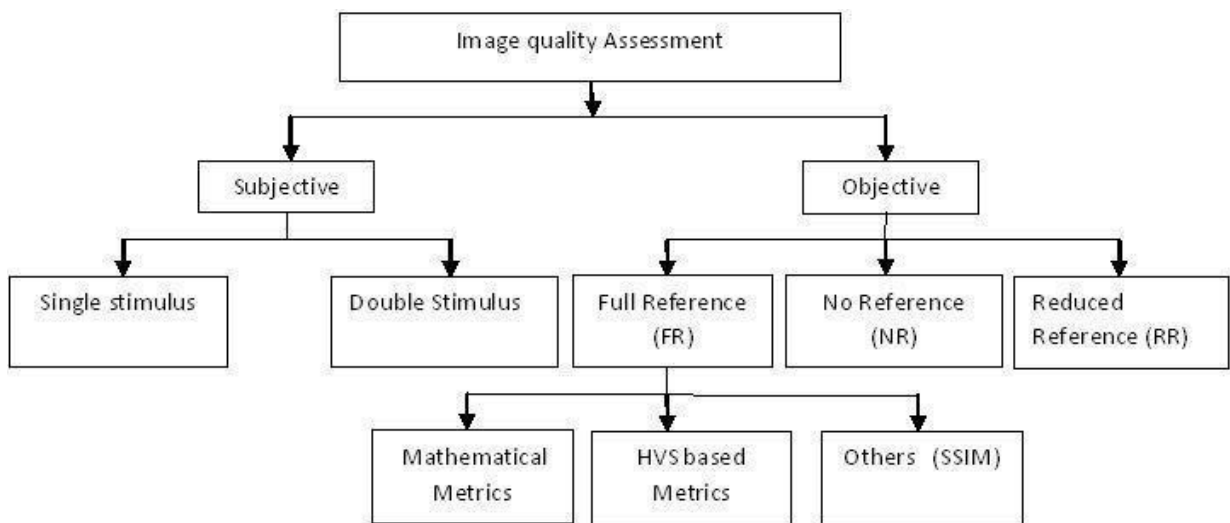 Image quality Assessment
Subjective
Objective
Single stimulus
Double Stimulus
Full Reference
(FR)
No Reference
(NR)
Reduced
Reference (RR)
Mathematical
Metrics
HVS based
Metrics
Others (SSIM)